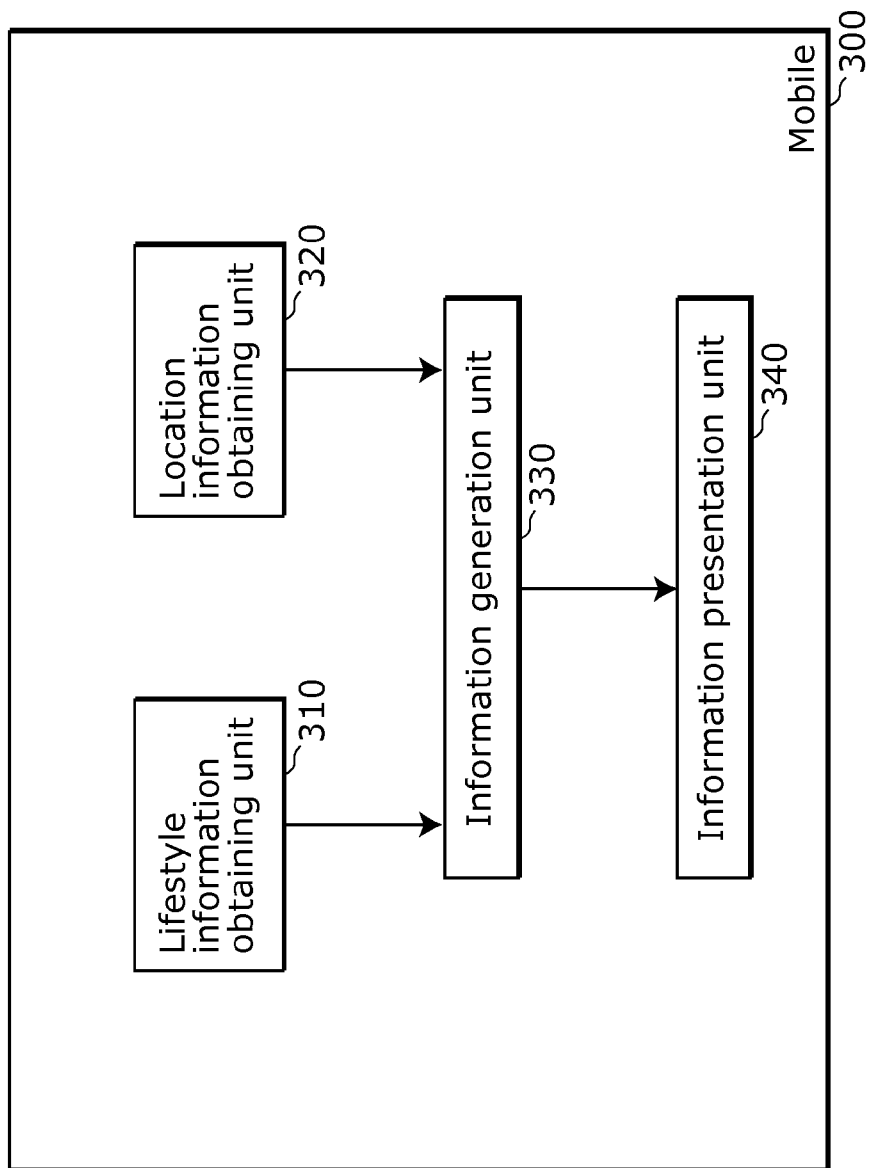 Lifestyle
information
obtaining unit
310
Location
information
obtaining unit
320
Information generation unit
330
Information presentation unit
340
Mobile
300